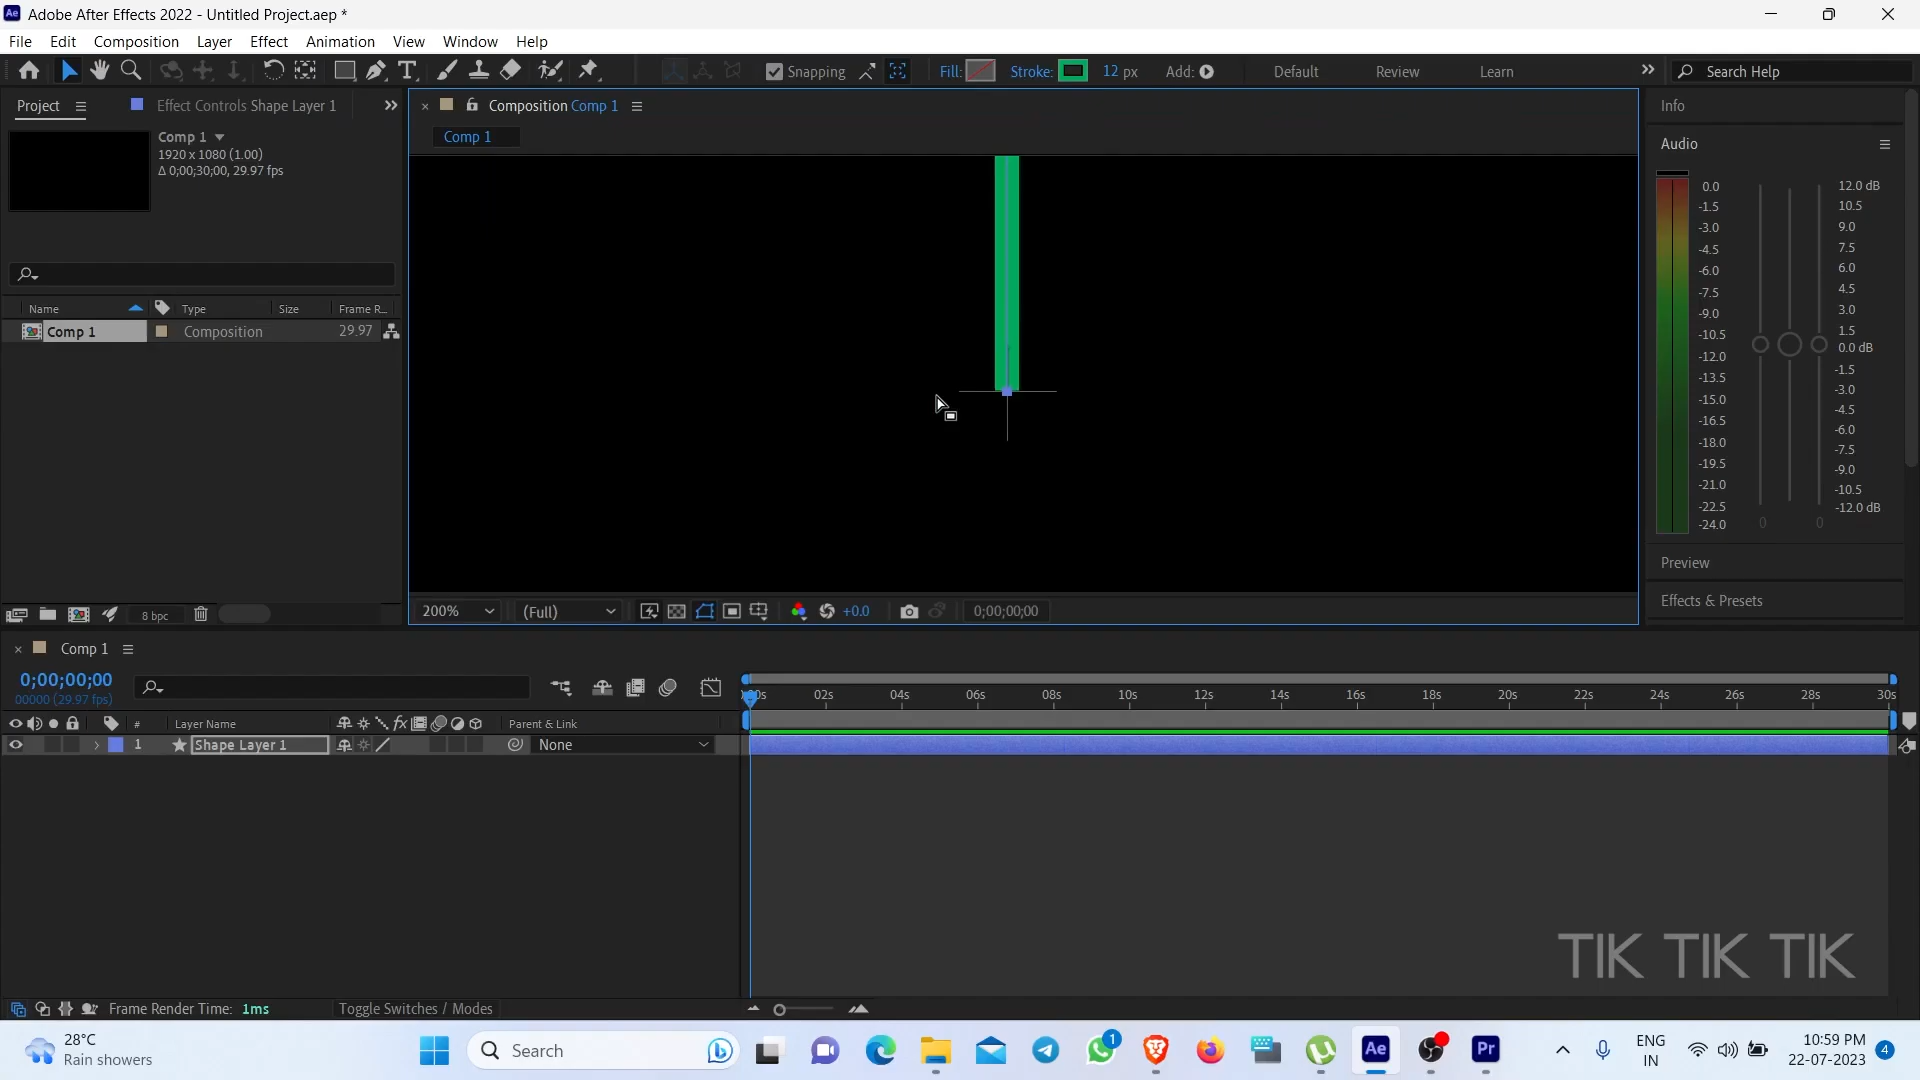 Adobe After Effects 2022 - Untitled Project.aep *
File Edit Composition Layer Effect Animation View Window Help
Snapping Fill: Stroke: 12 px Add: Default Review Learn Search Help
Project Effect Controls Shape Layer 1
Composition Comp 1
Info
Comp 1
1920 x 1080 (1.00)
Δ 0;00;30;00, 29.97 fps
Comp 1
Audio
0.0
-1.5
-3.0
-4.5
-6.0
-7.5
-9.0
-10.5
-12.0
-13.5
-15.0
-16.5
-18.0
-19.5
-21.0
-22.5
-24.0
12.0 dB
10.5
9.0
7.5
6.0
4.5
3.0
1.5
0.0 dB
-1.5
-3.0
-4.5
-6.0
-7.5
-9.0
-10.5
-12.0 dB
0 0
Name Type Size Frame R...
Comp 1 Composition 29.97
Preview
Effects & Presets
8 bpc
200% (Full) +0.0 0;00;00;00
Comp 1
0;00;00;00
00000 (29.97 fps)
02s 04s 06s 08s 10s 12s 14s 16s 18s 20s 22s 24s 26s 28s 30s
# Layer Name fx Parent & Link
1 Shape Layer 1 None
TIK TIK TIK
Frame Render Time: 1ms Toggle Switches / Modes
28°C
Rain showers
Search
1
Ae
Pr
ENG
IN
10:59 PM
22-07-2023
4